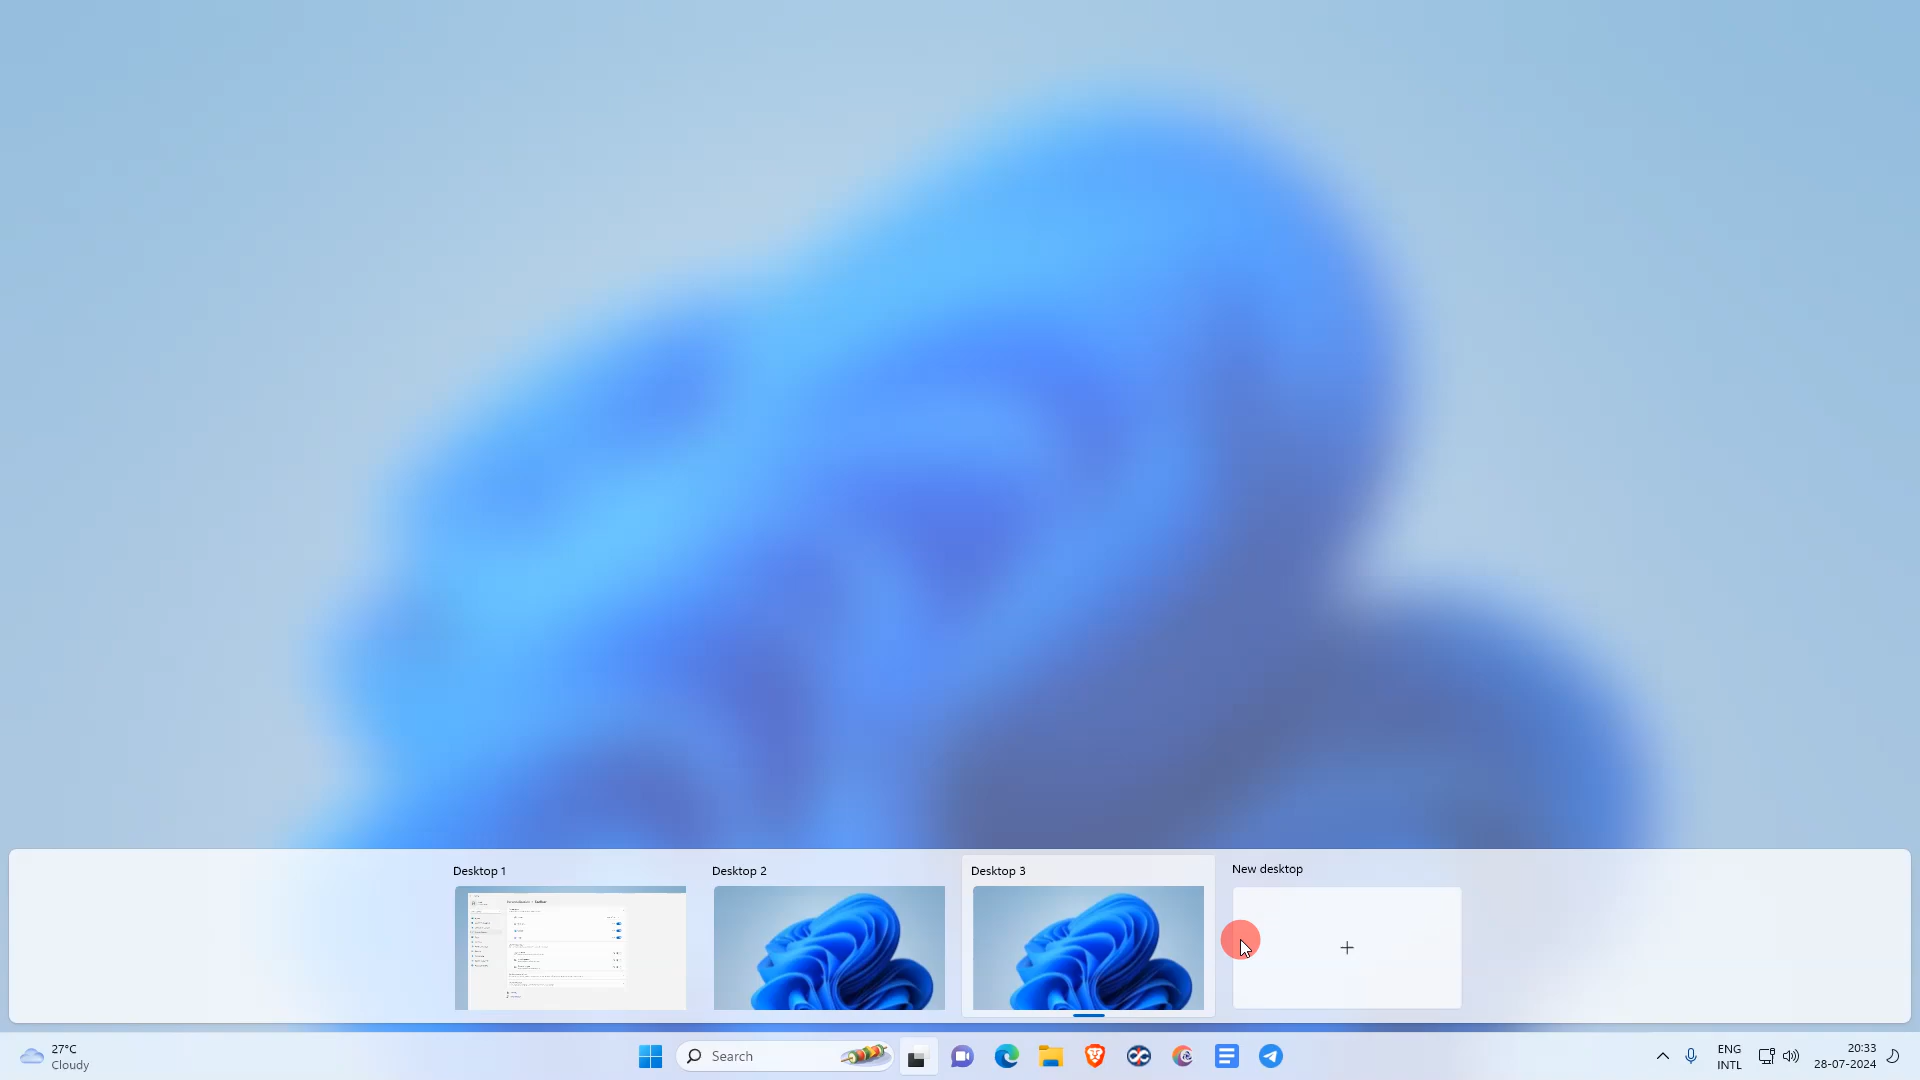 Desktop 1
Desktop 2
Desktop 3
New desktop
27°C
Cloudy
Search
ENG
INTL
20:33
28-07-2024